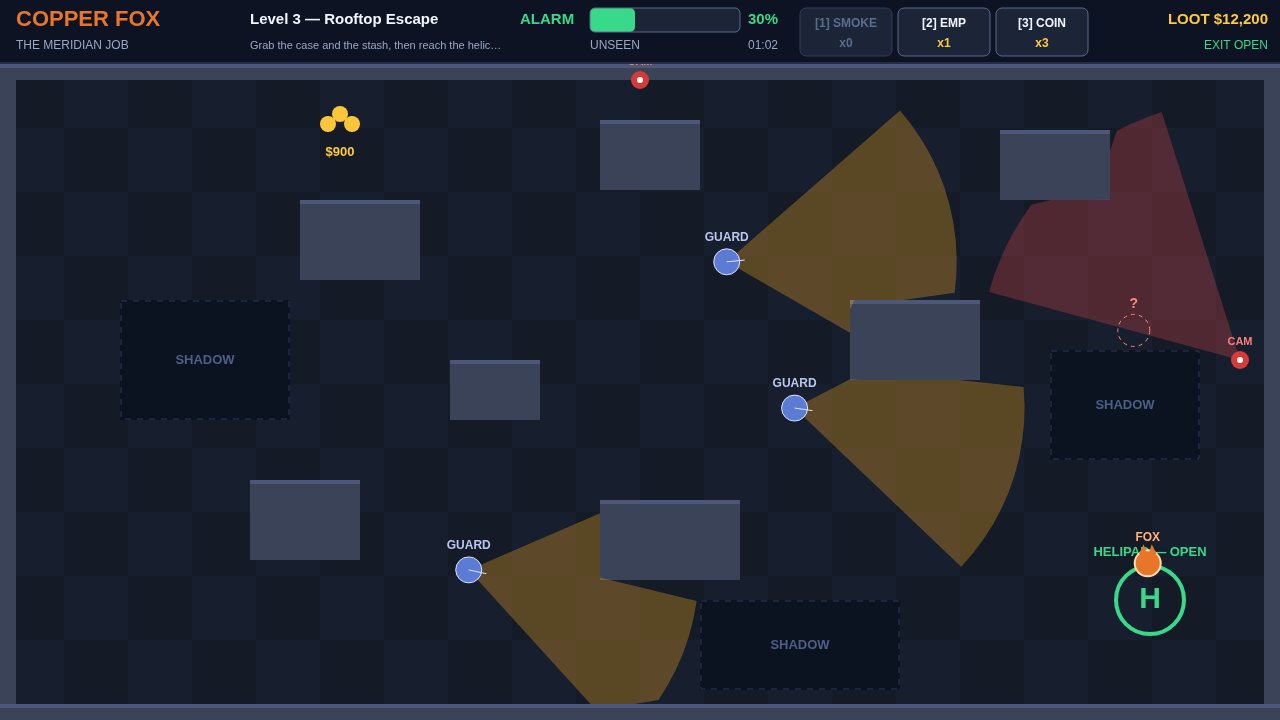 COPPER FOX
THE MERIDIAN JOB
Level 3 — Rooftop Escape
Grab the case and the stash, then reach the helic…
ALARM
30%
UNSEEN
01:02
[1] SMOKE
x0
[2] EMP
x1
[3] COIN
x3
LOOT $12,200
EXIT OPEN
$900
GUARD
?
CAM
SHADOW
GUARD
SHADOW
GUARD
FOX
— OPEN
H
SHADOW